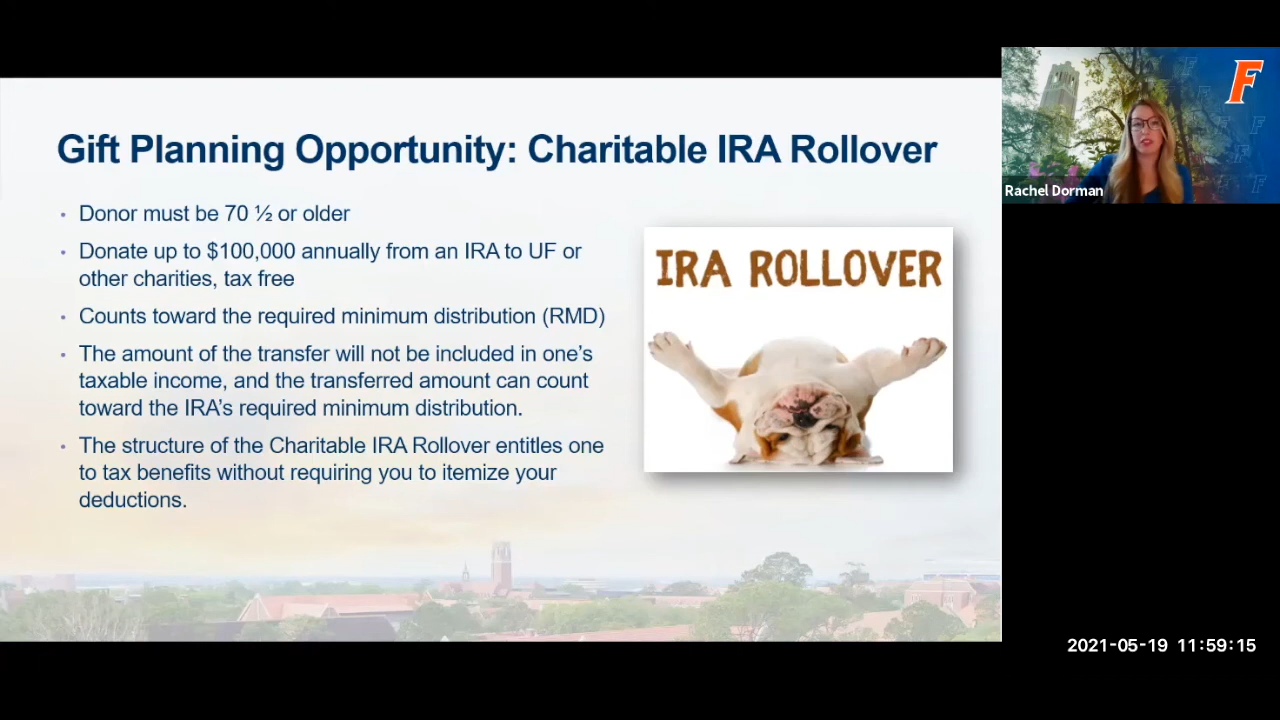 Gift Planning Opportunity: Charitable IRA Rollover
• Donor must be 70 ½ or older
• Donate up to $100,000 annually from an IRA to UF or
other charities, tax free
• Counts toward the required minimum distribution (RMD)
• The amount of the transfer will not be included in one's
taxable income, and the transferred amount can count
toward the IRA's required minimum distribution.
• The structure of the Charitable IRA Rollover entitles one
to tax benefits without requiring you to itemize your
deductions.
IRA ROLLOVER
F
Rachel Dorman
2021-05-19 11:59:15